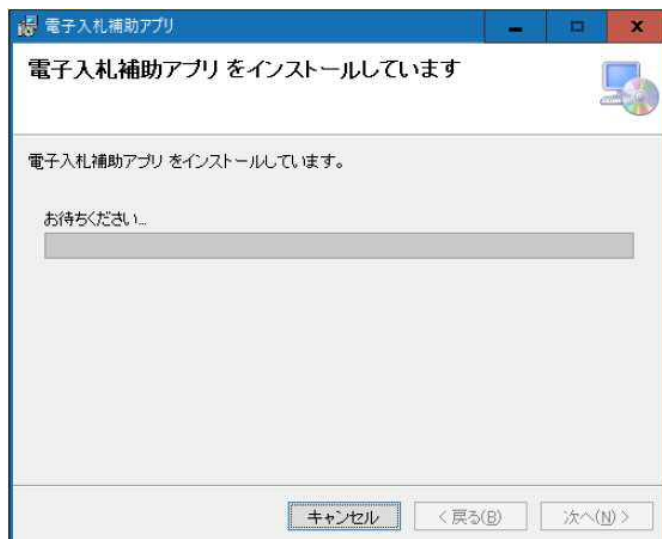 電子入札補助アプリ
電子入札補助アプリ をインストールしています
電子入札補助アプリ をインストールしています。
お待ちください...
キャンセル
< 戻る(B)
次へ(N) >